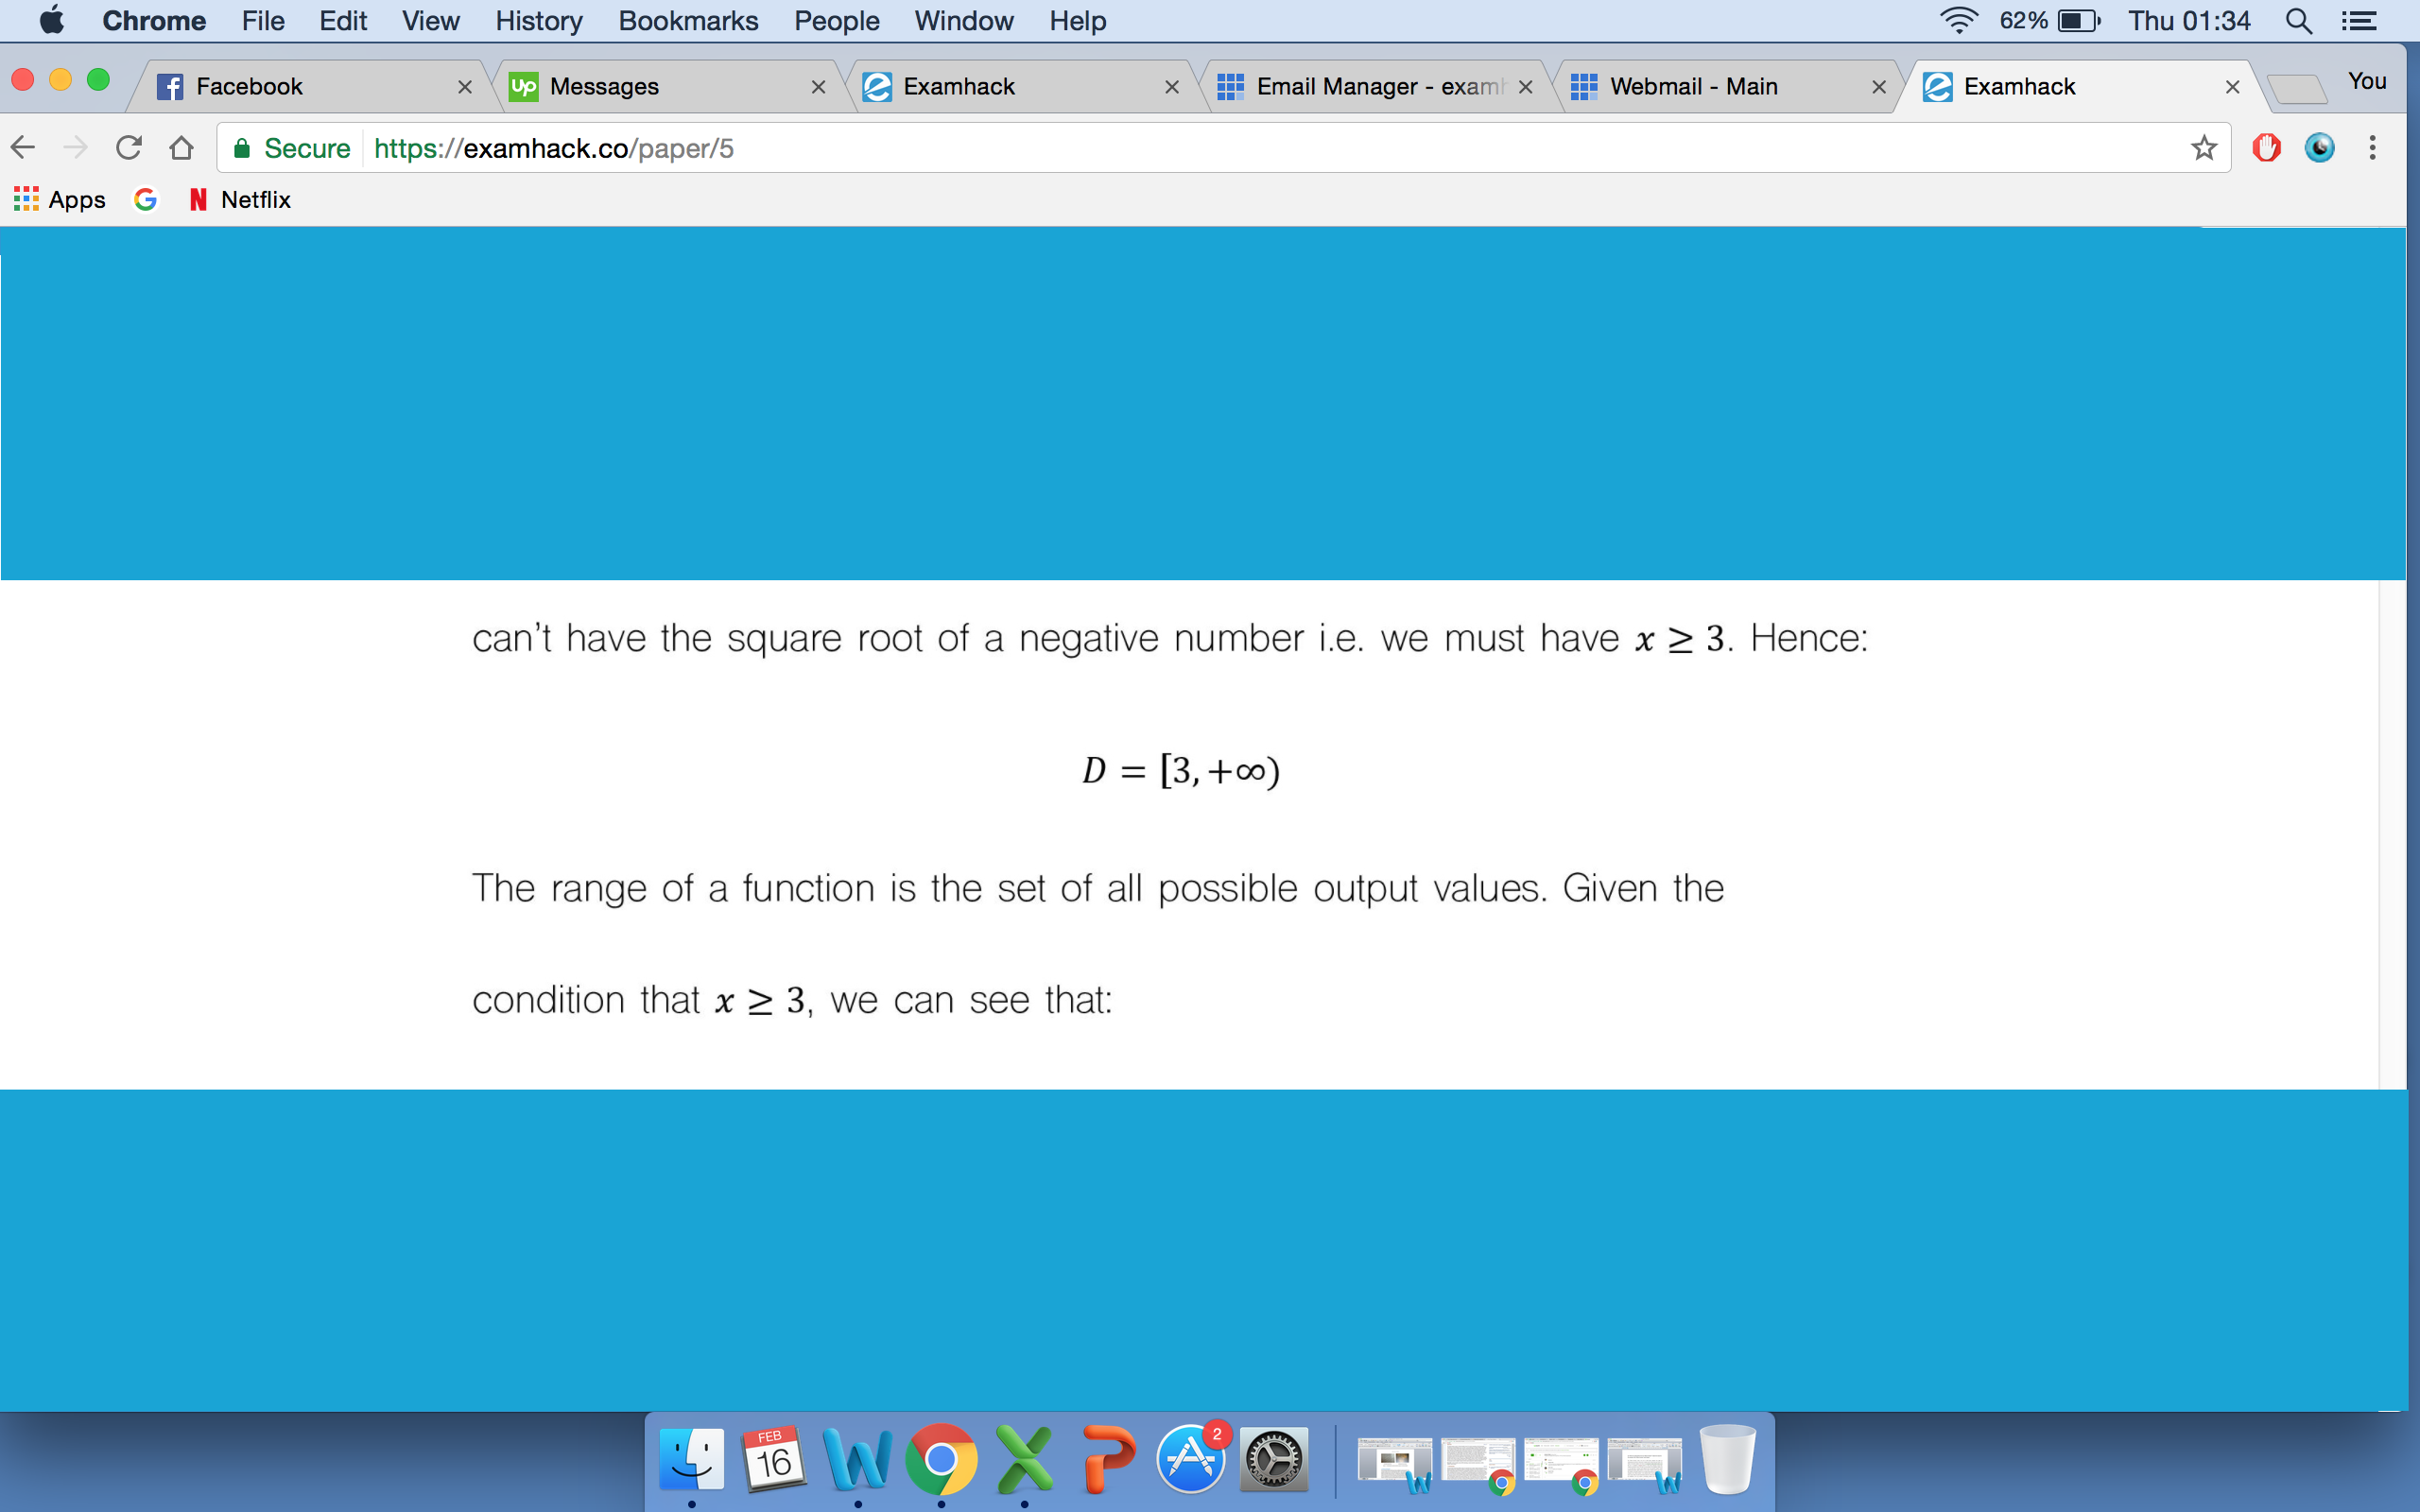 Chrome File Edit View History Bookmarks People Window Help 62% Thu 01:34
Facebook Messages Examhack Email Manager - exam Webmail - Main Examhack You
Secure https://examhack.co/paper/5
Apps Netflix
can't have the square root of a negative number i.e. we must have x ≥ 3. Hence:
D = [3, +∞)
The range of a function is the set of all possible output values. Given the
condition that x ≥ 3, we can see that:
FEB
16
2